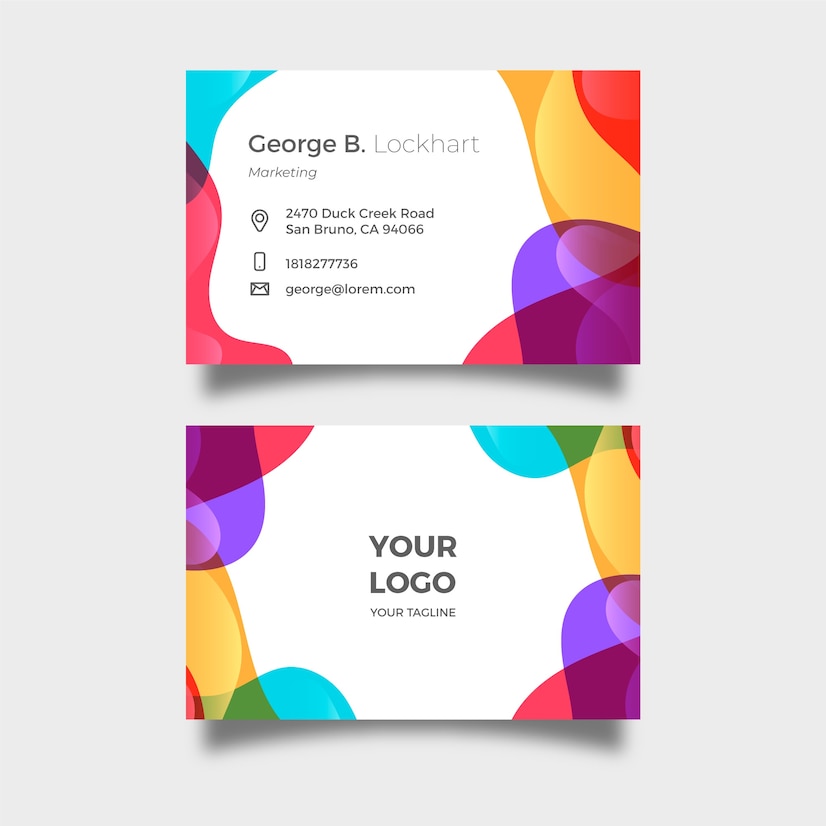 George B. Lockhart
Marketing
2470 Duck Creek Road
San Bruno, CA 94066
1818277736
george@lorem.com
YOUR
LOGO
YOUR TAGLINE